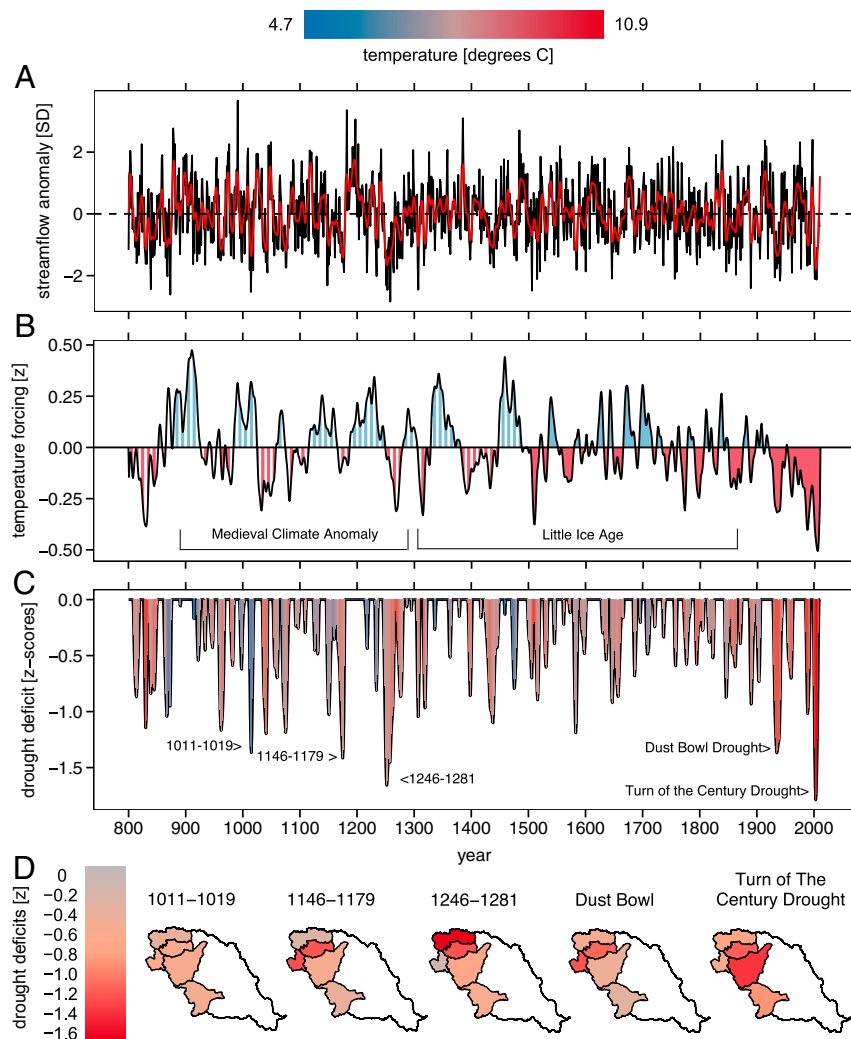 4.7 10.9
temperature [degrees C]
A
streamflow anomaly [SD]
2
0
−2
B
temperature forcing [z]
0.50
0.25
0.00
−0.25
−0.50
Medieval Climate Anomaly
Little Ice Age
C
drought deficit [z−scores]
0.0
−0.5
−1.0
−1.5
1011-1019>
1146-1179 >
<1246-1281
Dust Bowl Drought>
Turn of the Century Drought>
800 900 1000 1100 1200 1300 1400 1500 1600 1700 1800 1900 2000
year
D
drought deficits [z]
0
−0.2
−0.4
−0.6
−0.8
−1.0
−1.2
−1.4
−1.6
1011−1019
1146−1179
1246−1281
Dust Bowl
Turn of The
Century Drought